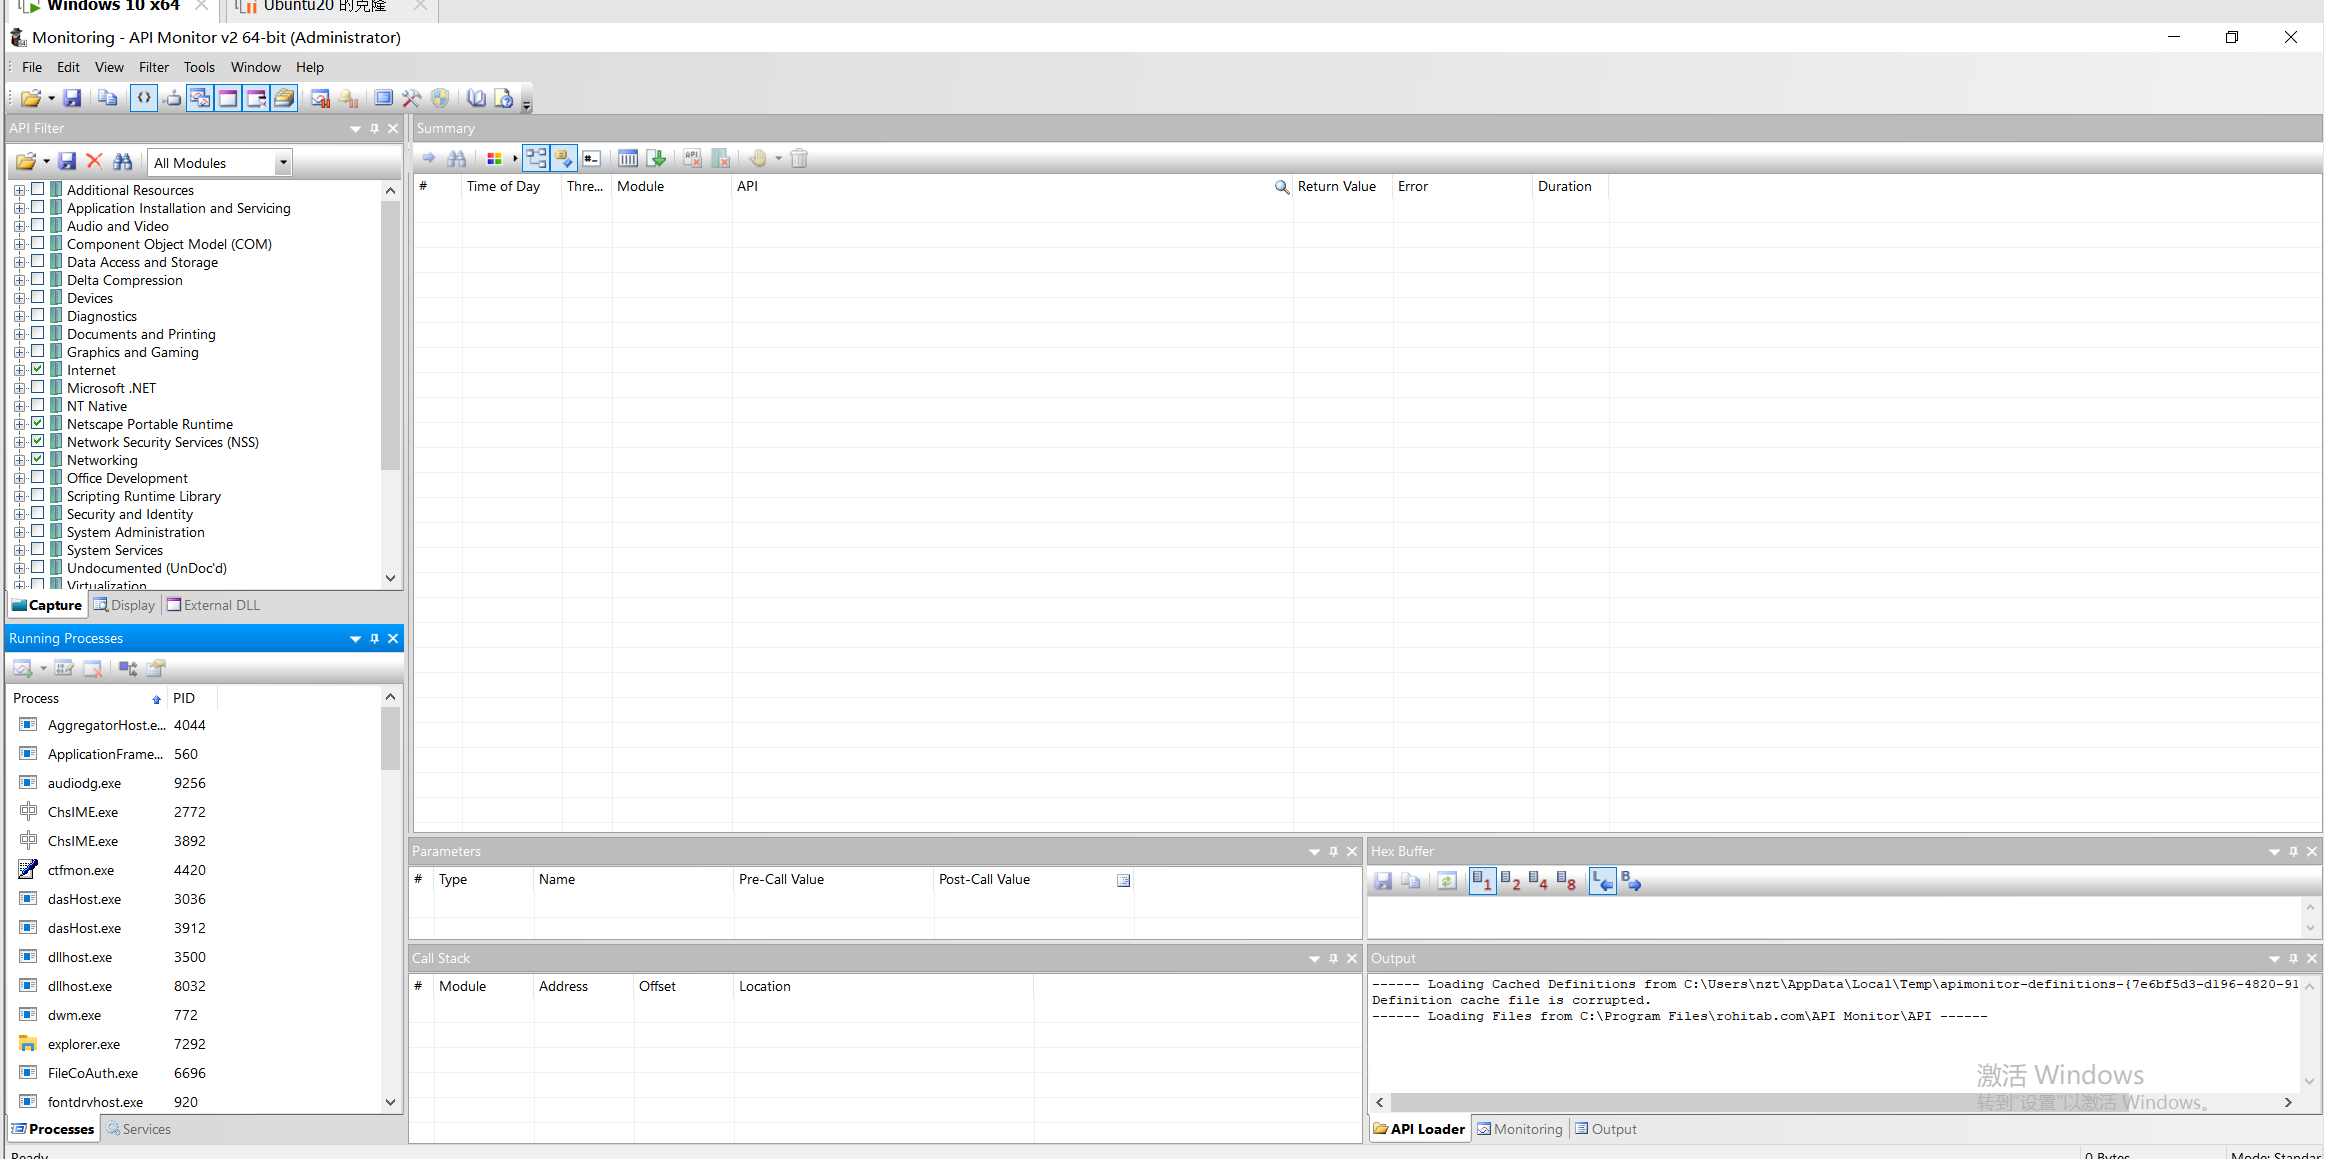 Windows 10 x64
Ubuntu20 的克隆
Monitoring - API Monitor v2 64-bit (Administrator)
File Edit View Filter Tools Window Help
API Filter
All Modules
Additional Resources
Application Installation and Servicing
Audio and Video
Component Object Model (COM)
Data Access and Storage
Delta Compression
Devices
Diagnostics
Documents and Printing
Graphics and Gaming
Internet
Microsoft .NET
NT Native
Netscape Portable Runtime
Network Security Services (NSS)
Networking
Office Development
Scripting Runtime Library
Security and Identity
System Administration
System Services
Undocumented (UnDoc'd)
Virtualization
Capture Display External DLL
Running Processes
Process PID
AggregatorHost.e... 4044
ApplicationFrame... 560
audiodg.exe 9256
ChsIME.exe 2772
ChsIME.exe 3892
ctfmon.exe 4420
dasHost.exe 3036
dasHost.exe 3912
dllhost.exe 3500
dllhost.exe 8032
dwm.exe 772
explorer.exe 7292
FileCoAuth.exe 6696
fontdrvhost.exe 920
Processes Services
Ready
Summary
# Time of Day Thre... Module API Return Value Error Duration
Parameters
# Type Name Pre-Call Value Post-Call Value
Hex Buffer
1 2 4 8 L B
Call Stack
# Module Address Offset Location
Output
------ Loading Cached Definitions from C:\Users\nzt\AppData\Local\Temp\apimonitor-definitions-{7e6bf5d3-d196-4820-91
Definition cache file is corrupted.
------ Loading Files from C:\Program Files\rohitab.com\API Monitor\API ------
激活 Windows
转到"设置"以激活 Windows。
API Loader Monitoring Output
0 Bytes Mode: Standar